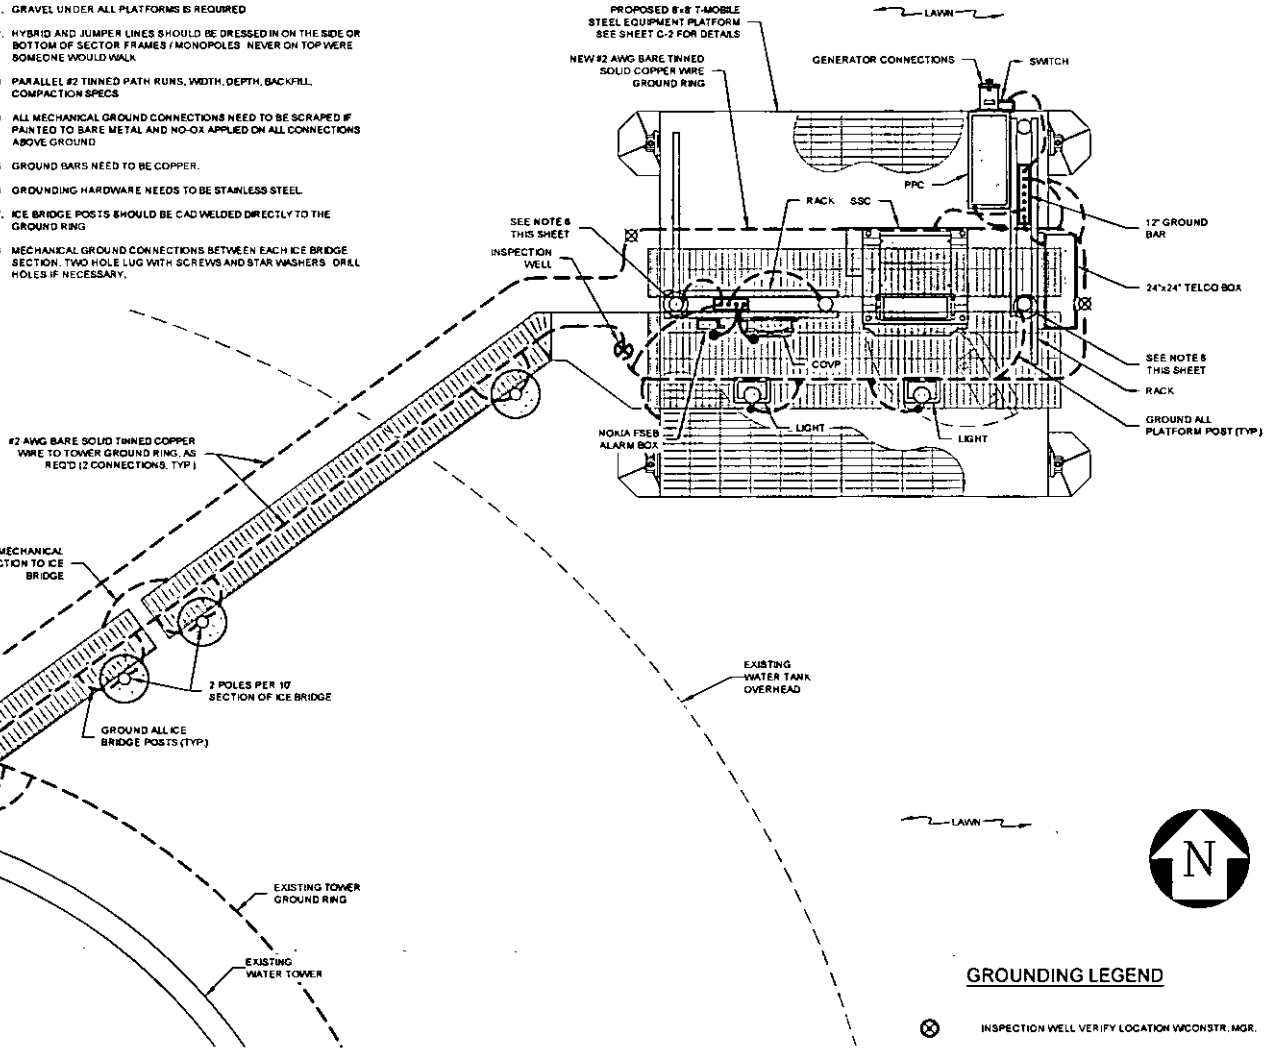 GRAVEL UNDER ALL PLATFORMS IS REQUIRED
HYBRID AND JUMPER LINES SHOULD BE DRESSED IN ON THE SIDE OR
BOTTOM OF SECTOR FRAMES / MONOPOLES NEVER ON TOP WERE
SOMEONE WOULD WALK
PARALLEL #2 TINNED PATH RUNS, WIDTH, DEPTH, BACKFILL,
COMPACTION SPECS
ALL MECHANICAL GROUND CONNECTIONS NEED TO BE SCRAPED IF
PAINTED TO BARE METAL AND NO-OX APPLIED ON ALL CONNECTIONS
ABOVE GROUND
GROUND BARS NEED TO BE COPPER.
GROUNDING HARDWARE NEEDS TO BE STAINLESS STEEL
ICE BRIDGE POSTS SHOULD BE CADWELDED DIRECTLY TO THE
GROUND RING
MECHANICAL GROUND CONNECTIONS BETWEEN EACH ICE BRIDGE
SECTION. TWO HOLE LUG WITH SCREWS AND STAR WASHERS DRILL
HOLES IF NECESSARY.
PROPOSED 8'x8' T-MOBILE
STEEL EQUIPMENT PLATFORM
SEE SHEET C-2 FOR DETAILS
LAWN
NEW #2 AWG BARE TINNED
SOLID COPPER WIRE
GROUND RING
GENERATOR CONNECTIONS
SWITCH
PPC
RACK
SSC
12" GROUND
BAR
SEE NOTE 6
THIS SHEET
INSPECTION
WELL
24"x24" TELCO BOX
COVP
SEE NOTE 6
THIS SHEET
RACK
GROUND ALL
PLATFORM POST (TYP)
NOKIA FSEB
ALARM BOX
LIGHT
LIGHT
#2 AWG BARE SOLID TINNED COPPER
WIRE TO TOWER GROUND RING, AS
REQ'D (2 CONNECTIONS, TYP)
MECHANICAL
CTION TO ICE
BRIDGE
2 POLES PER 10'
SECTION OF ICE BRIDGE
GROUND ALL ICE
BRIDGE POSTS (TYP)
EXISTING
WATER TANK
OVERHEAD
LAWN
N
EXISTING TOWER
GROUND RING
EXISTING
WATER TOWER
GROUNDING LEGEND
INSPECTION WELL VERIFY LOCATION W/CONSTR. MGR.